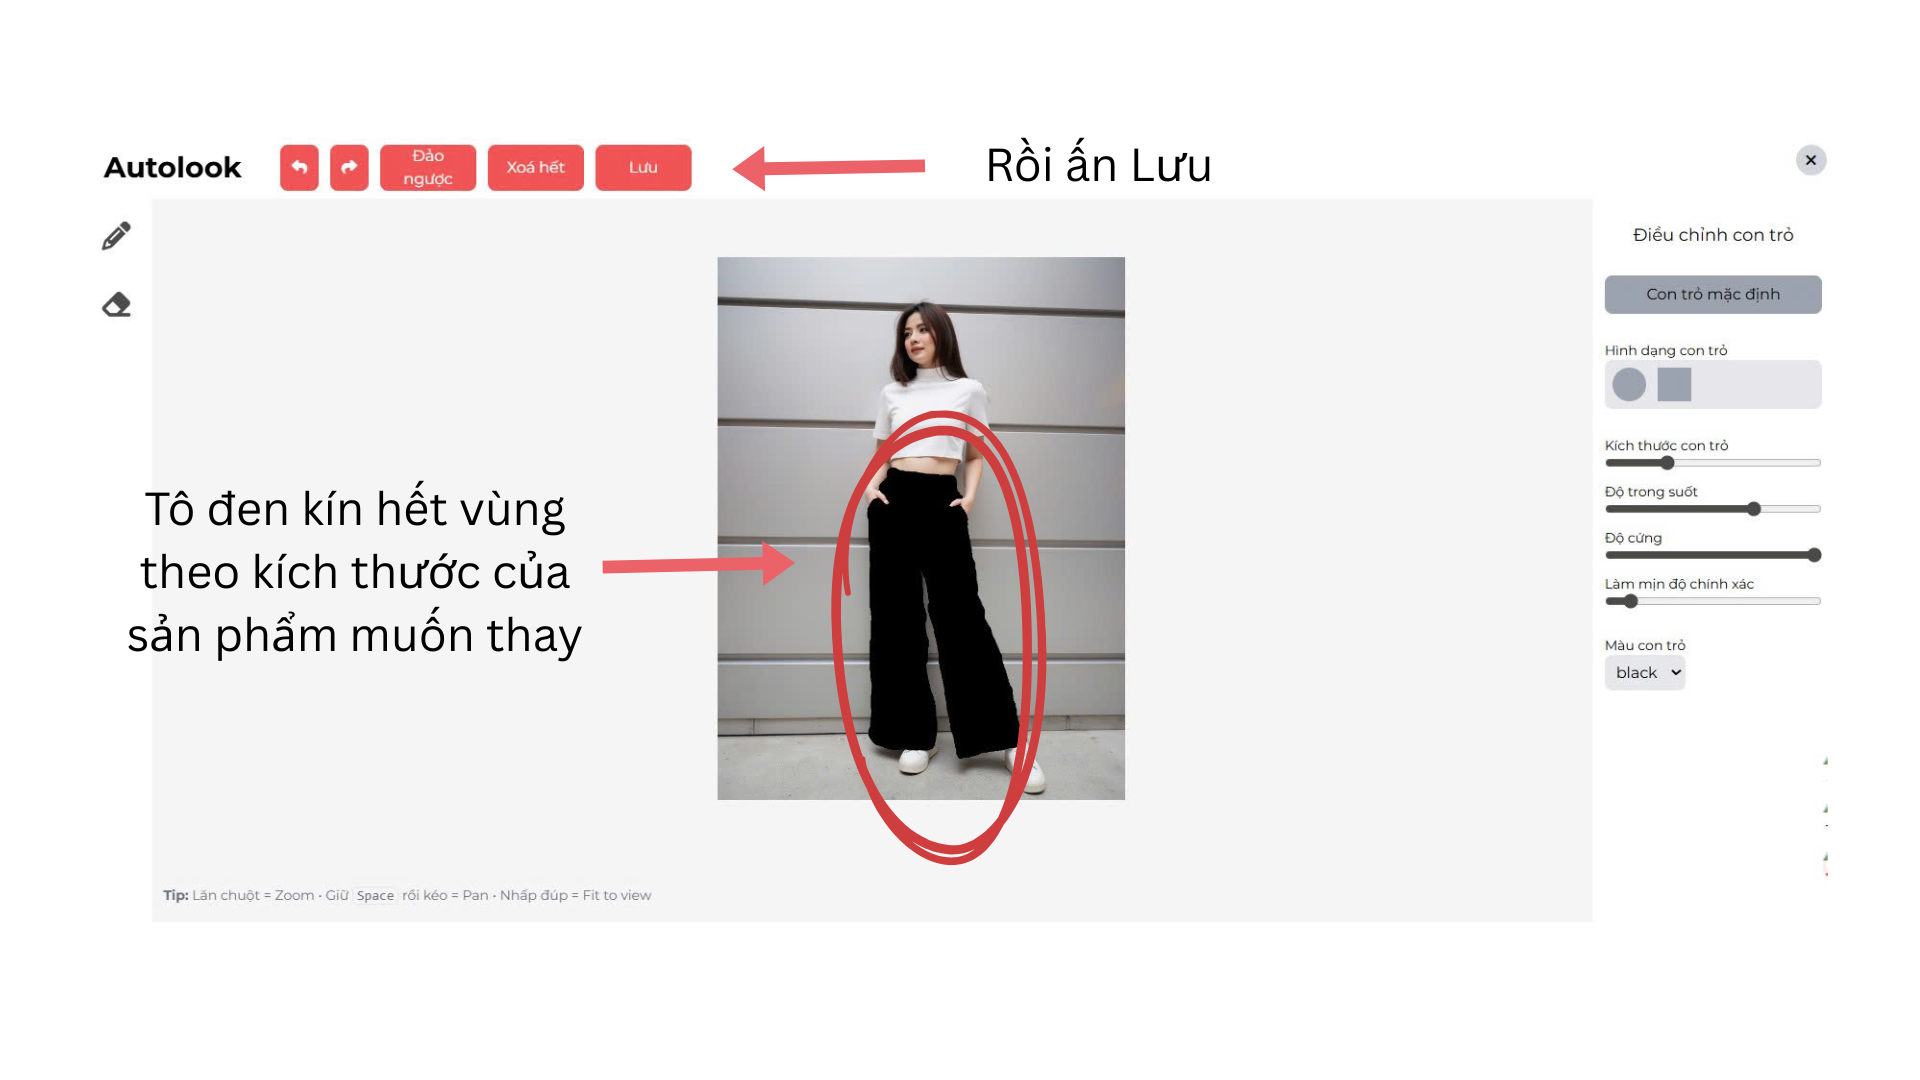 Autolook
Đảo
ngược
Xoá hết
Lưu
Rồi ấn Lưu
Điều chỉnh con trỏ
Con trỏ mặc định
Hình dạng con trỏ
Kích thước con trỏ
Độ trong suốt
Độ cứng
Làm mịn độ chính xác
Màu con trỏ
black
Tô đen kín hết vùng
theo kích thước của
sản phẩm muốn thay
Tip: Lăn chuột = Zoom • Giữ Space rồi kéo = Pan • Nhấp đúp = Fit to view